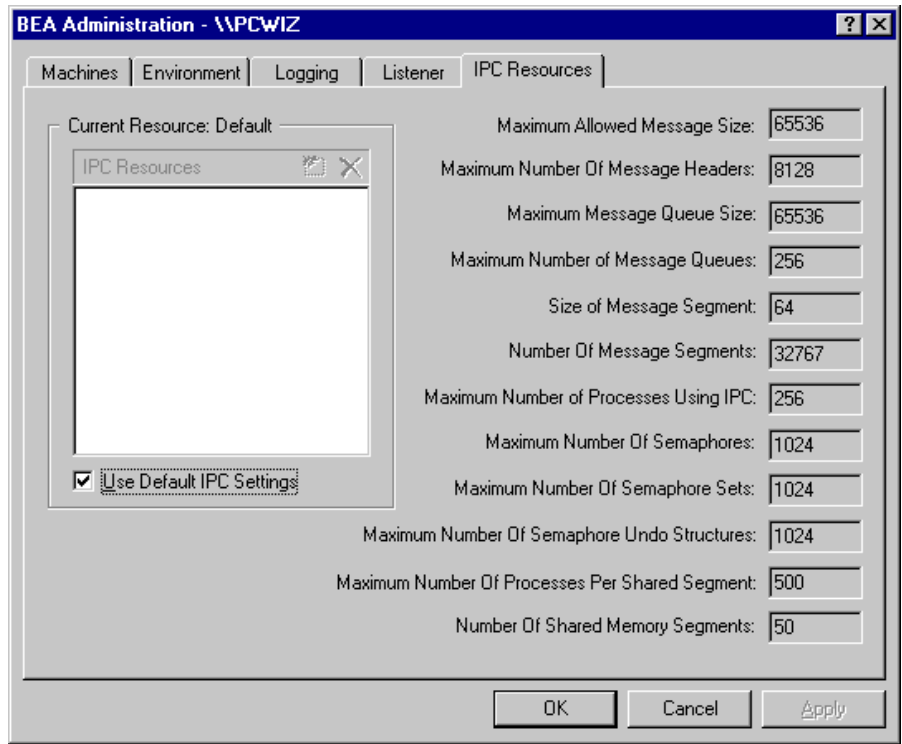 BEA Administration - \\PCWIZ
Machines Environment Logging Listener IPC Resources
Current Resource: Default
IPC Resources
Use Default IPC Settings
Maximum Allowed Message Size: 65536
Maximum Number Of Message Headers: 8128
Maximum Message Queue Size: 65536
Maximum Number of Message Queues: 256
Size of Message Segment: 64
Number Of Message Segments: 32767
Maximum Number of Processes Using IPC: 256
Maximum Number Of Semaphores: 1024
Maximum Number Of Semaphore Sets: 1024
Maximum Number Of Semaphore Undo Structures: 1024
Maximum Number Of Processes Per Shared Segment: 500
Number Of Shared Memory Segments: 50
OK Cancel Apply